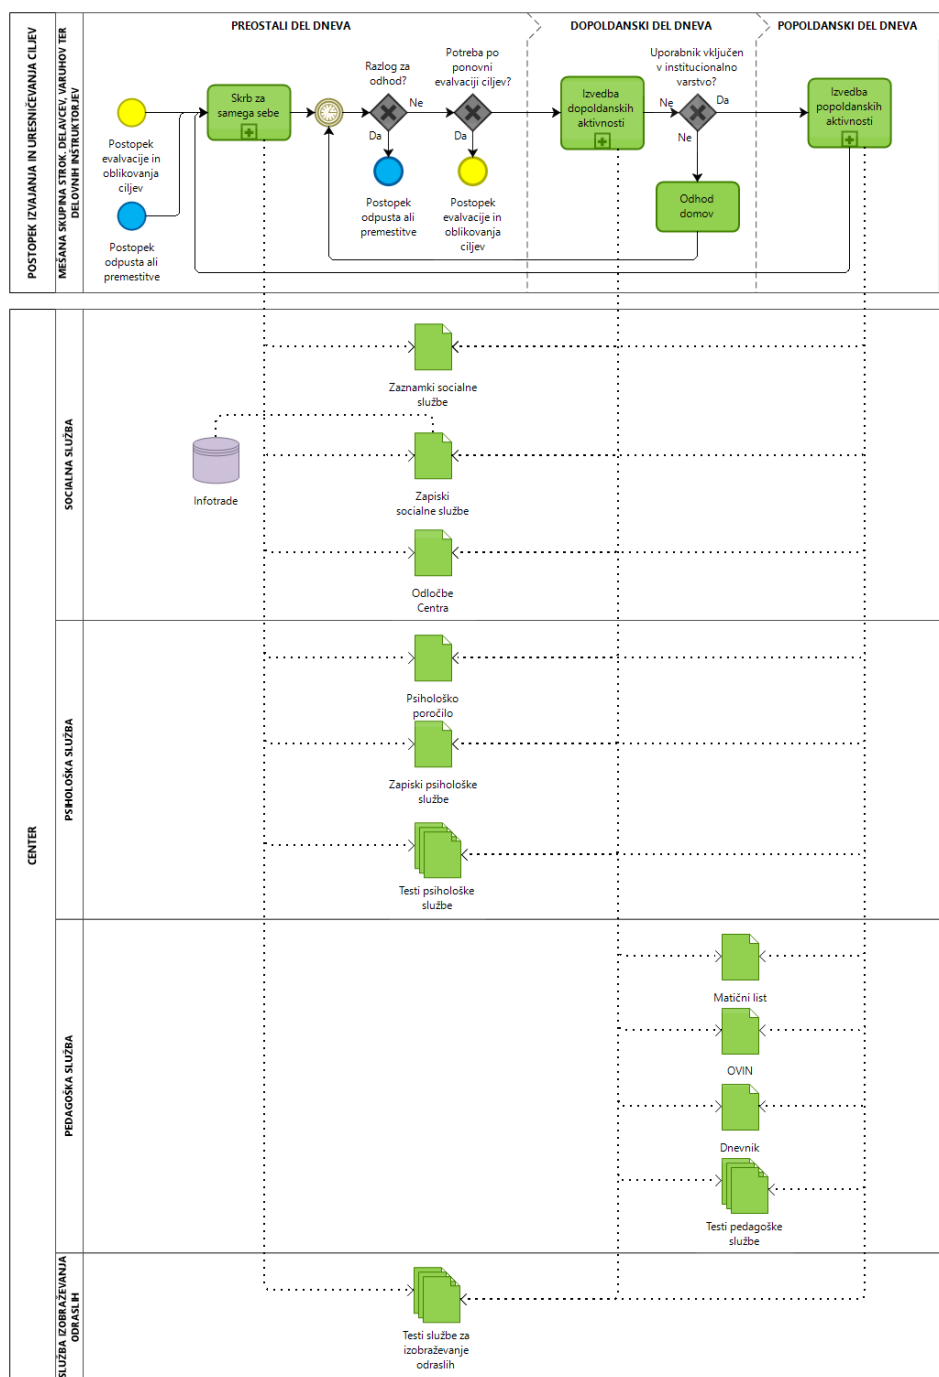 POSTOPEK IZVAJANJA IN URESNIČEVANJA CILJEV
MEŠANA SKUPINA STROK. DELAVCEV, VARUHOV TER
DELOVNIH INŠTRUKTORJEV
PREOSTALI DEL DNEVA
DOPOLDANSKI DEL DNEVA
POPOLDANSKI DEL DNEVA
Postopek
evalvacije in
oblikovanja
ciljev
Postopek
odpusta ali
premestitve
Skrb za
samega sebe
Razlog za
odhod?
Ne
Da
Postopek
odpusta ali
premestitve
Potreba po
ponovni
evaluaciji ciljev?
Ne
Da
Postopek
evalvacije in
oblikovanja
ciljev
Izvedba
dopoldanskih
aktivnosti
Ne
Uporabnik vključen
v institucionalno
varstvo?
Da
Ne
Odhod
domov
Izvedba
popoldanskih
aktivnosti
CENTER
SOCIALNA SLUŽBA
Zaznamki socialne
službe
Infotrade
Zapiski
socialne službe
Odločbe
Centra
PSIHOLOŠKA SLUŽBA
Psihološko
poročilo
Zapiski psihološke
službe
Testi psihološke
službe
PEDAGOŠKA SLUŽBA
Matični list
OVIN
Dnevnik
Testi pedagoške
službe
SLUŽBA IZOBRAŽEVANJA
ODRASLIH
Testi službe za
izobraževanje
odraslih